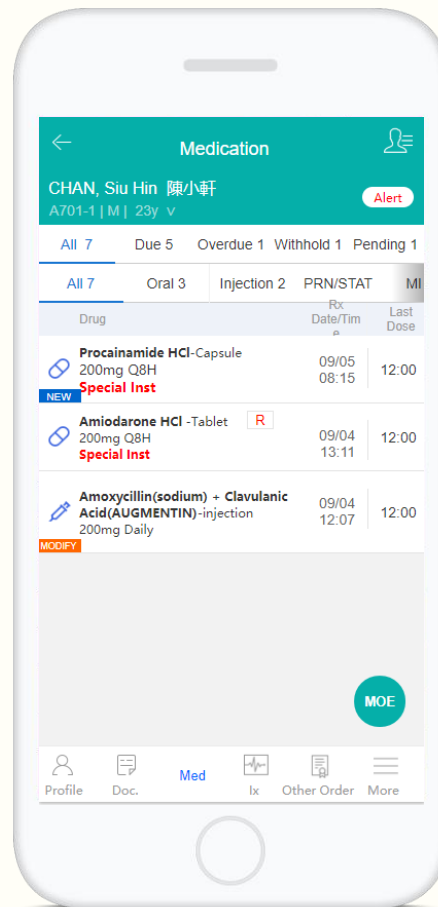 Medication
CHAN, Siu Hin 陳小軒
A701-1 | M | 23y v
Alert
All 7 Due 5 Overdue 1 Withhold 1 Pending 1
All 7 Oral 3 Injection 2 PRN/STAT MI
Drug
Rx
Date/Tim
e
Last
Dose
Procainamide HCl-Capsule
200mg Q8H
Special Inst
NEW
09/05
08:15
12:00
Amiodarone HCl -Tablet R
200mg Q8H
Special Inst
09/04
13:11
12:00
Amoxycillin(sodium) + Clavulanic
Acid(AUGMENTIN)-injection
200mg Daily
MODIFY
09/04
12:07
12:00
MOE
Profile Doc. Med Ix Other Order More